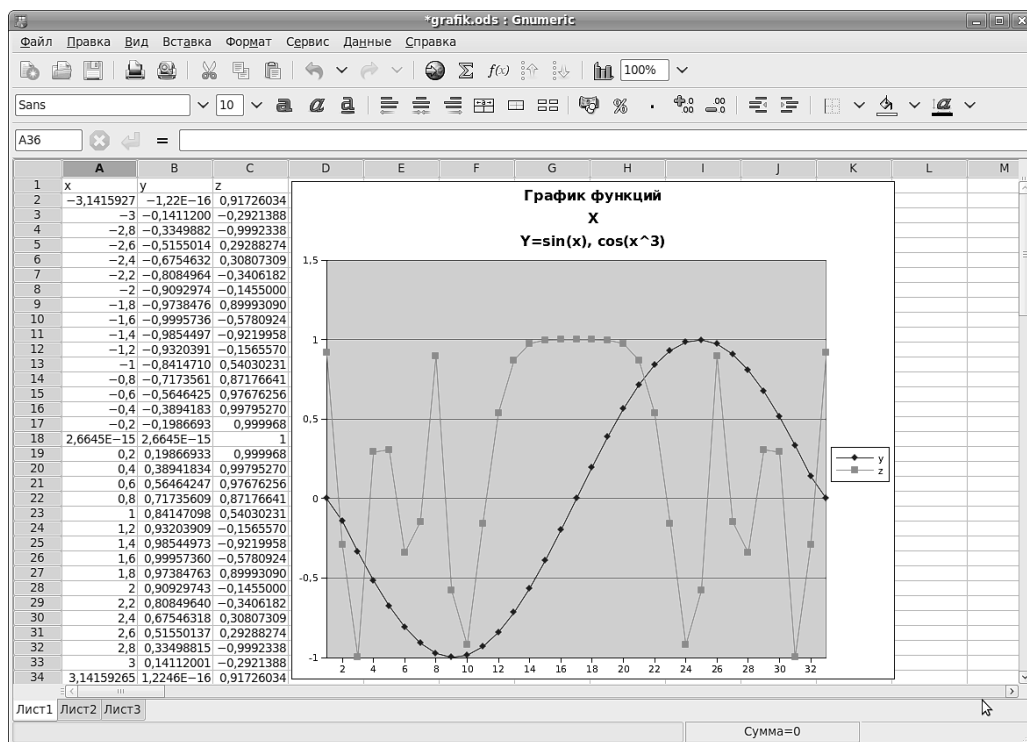 *grafik.ods : Gnumeric
Файл Правка Вид Вставка Формат Сервис Данные Справка
f(x) 100%
Sans 10 a a a % a
A36 =
A B C D E F G H I J K L M
1 x y z
2 −3,1415927 −1,22E−16 0,91726034
3 −3 −0,1411200 −0,2921388
4 −2,8 −0,3349882 −0,9992338
5 −2,6 −0,5155014 0,29288274
6 −2,4 −0,6754632 0,30807309
7 −2,2 −0,8084964 −0,3406182
8 −2 −0,9092974 −0,1455000
9 −1,8 −0,9738476 0,89993090
10 −1,6 −0,9995736 −0,5780924
11 −1,4 −0,9854497 −0,9219958
12 −1,2 −0,9320391 −0,1565570
13 −1 −0,8414710 0,54030231
14 −0,8 −0,7173561 0,87176641
15 −0,6 −0,5646425 0,97676256
16 −0,4 −0,3894183 0,99795270
17 −0,2 −0,1986693 0,999968
18 2,6645E−15 2,6645E−15 1
19 0,2 0,19866933 0,999968
20 0,4 0,38941834 0,99795270
21 0,6 0,56464247 0,97676256
22 0,8 0,71735609 0,87176641
23 1 0,84147098 0,54030231
24 1,2 0,93203909 −0,1565570
25 1,4 0,98544973 −0,9219958
26 1,6 0,99957360 −0,5780924
27 1,8 0,97384763 0,89993090
28 2 0,90929743 −0,1455000
29 2,2 0,80849640 −0,3406182
30 2,4 0,67546318 0,30807309
31 2,6 0,51550137 0,29288274
32 2,8 0,33498815 −0,9992338
33 3 0,14112001 −0,2921388
34 3,14159265 1,2246E−16 0,91726034
График функций
X
Y=sin(x), cos(x^3)
1,5
1
0,5
0
-0,5
-1
2 4 6 8 10 12 14 16 18 20 22 24 26 28 30 32
y
z
Лист1 Лист2 Лист3
Сумма=0